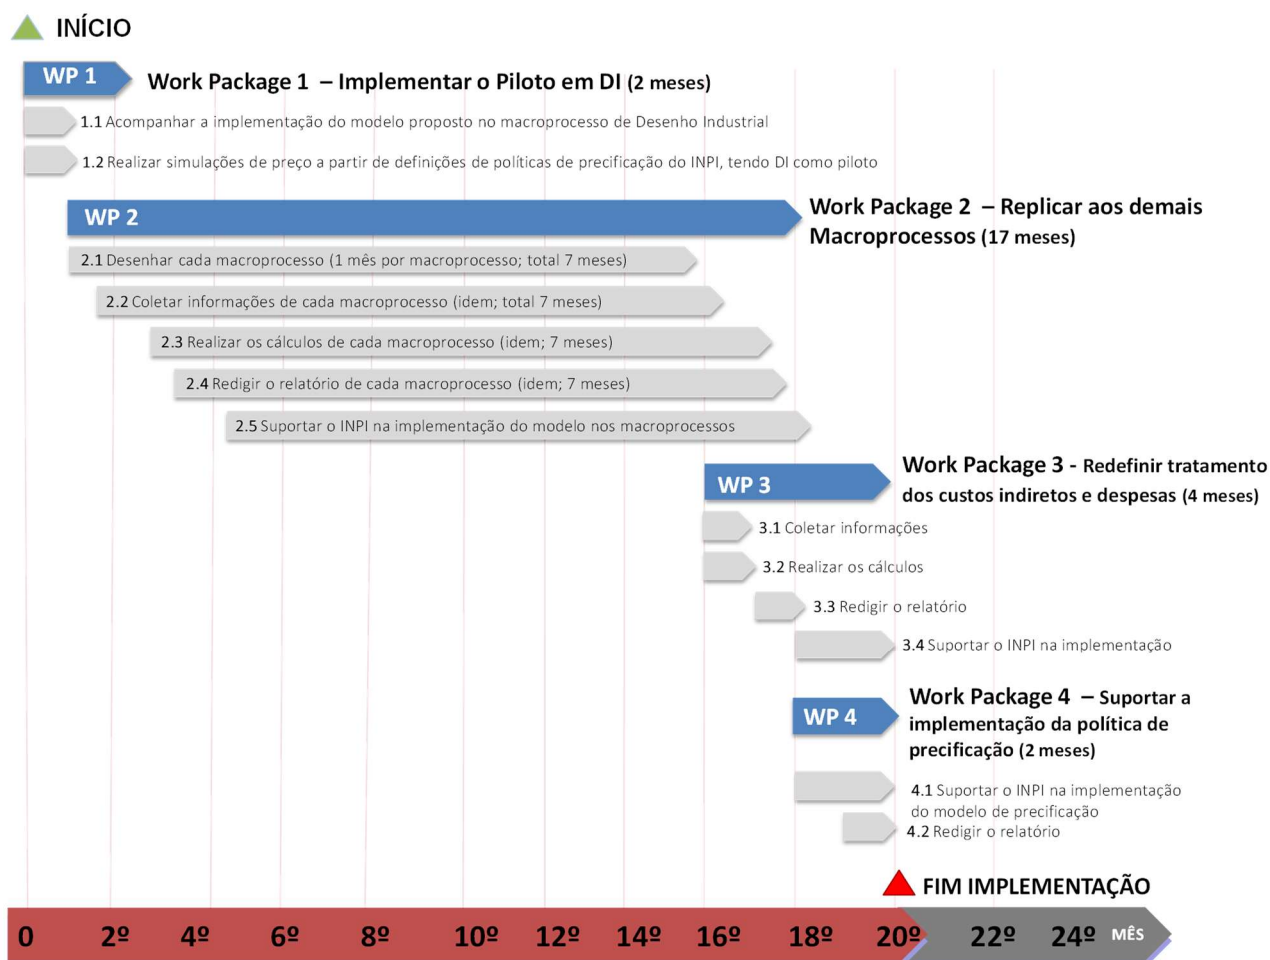 INÍCIO
WP 1
Work Package 1 – Implementar o Piloto em DI (2 meses)
1.1 Acompanhar a implementação do modelo proposto no macroprocesso de Desenho Industrial
1.2 Realizar simulações de preço a partir de definições de políticas de precificação do INPI, tendo DI como piloto
WP 2
Work Package 2 – Replicar aos demais
Macroprocessos (17 meses)
2.1 Desenhar cada macroprocesso (1 mês por macroprocesso; total 7 meses)
2.2 Coletar informações de cada macroprocesso (idem; total 7 meses)
2.3 Realizar os cálculos de cada macroprocesso (idem; 7 meses)
2.4 Redigir o relatório de cada macroprocesso (idem; 7 meses)
2.5 Suportar o INPI na implementação do modelo nos macroprocessos
WP 3
Work Package 3 - Redefinir tratamento
dos custos indiretos e despesas (4 meses)
3.1 Coletar informações
3.2 Realizar os cálculos
3.3 Redigir o relatório
3.4 Suportar o INPI na implementação
WP 4
Work Package 4 – Suportar a
implementação da política de
precificação (2 meses)
4.1 Suportar o INPI na implementação
do modelo de precificação
4.2 Redigir o relatório
FIM IMPLEMENTAÇÃO
0 2º 4º 6º 8º 10º 12º 14º 16º 18º 20º 22º 24º MÊS